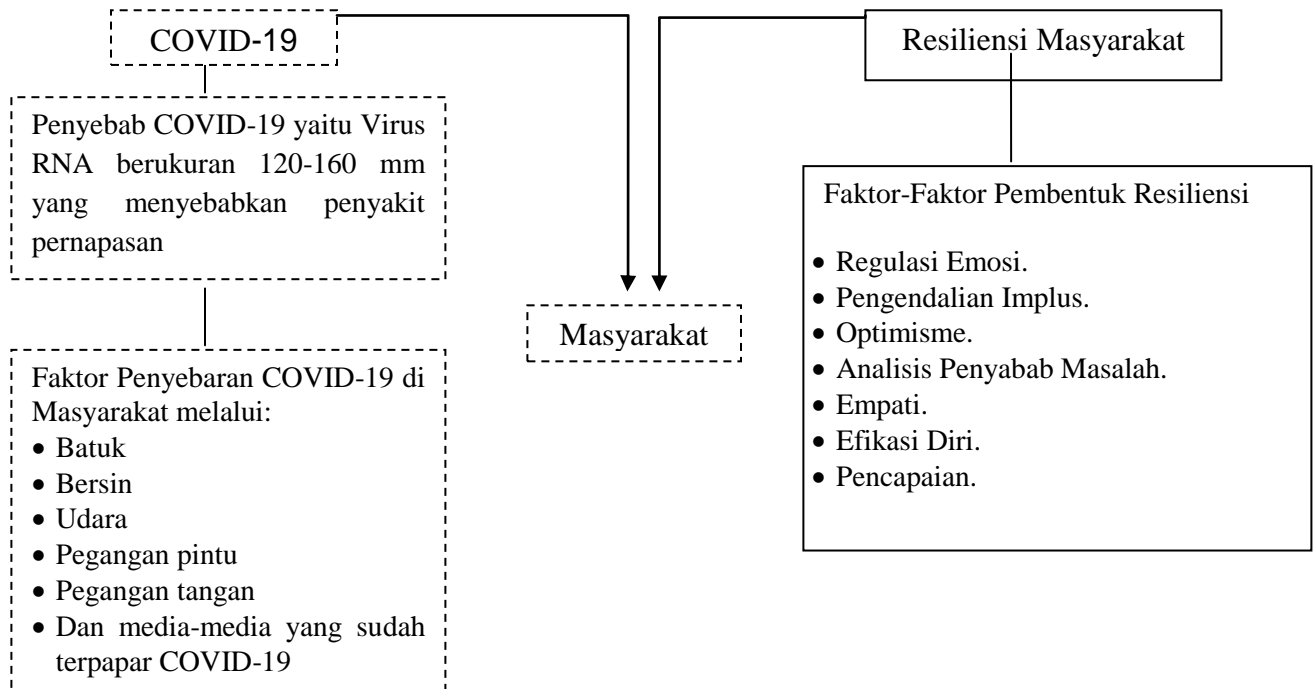 COVID-19
Penyebab COVID-19 yaitu Virus
RNA berukuran 120-160 mm
yang menyebabkan penyakit
pernapasan
Faktor Penyebaran COVID-19 di
Masyarakat melalui:
• Batuk
• Bersin
• Udara
• Pegangan pintu
• Pegangan tangan
• Dan media-media yang sudah
terpapar COVID-19
Masyarakat
Resiliensi Masyarakat
Faktor-Faktor Pembentuk Resiliensi
• Regulasi Emosi.
• Pengendalian Implus.
• Optimisme.
• Analisis Penyabab Masalah.
• Empati.
• Efikasi Diri.
• Pencapaian.